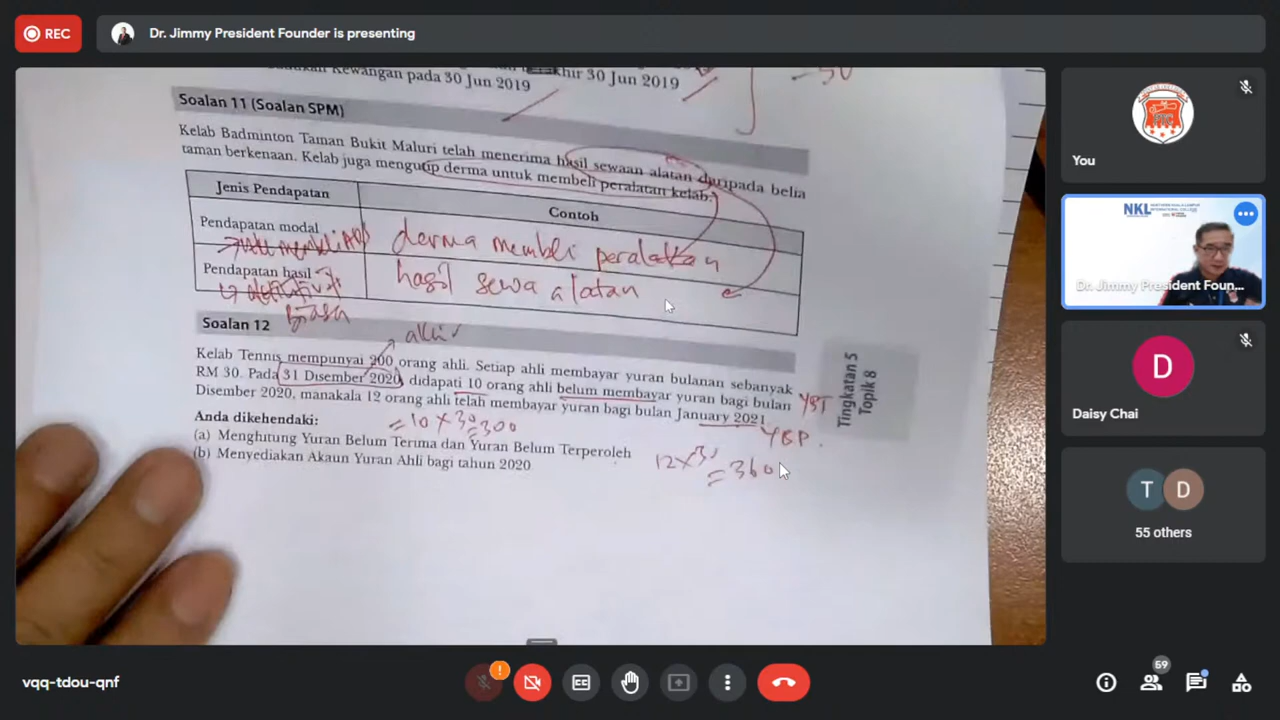 REC
Dr. Jimmy President Founder is presenting
Kewangan pada 30 Jun 2019
30 Jun 2019
Soalan 11 (Soalan SPM)
Kelab Badminton Taman Bukit Maluri telah menerima hasil sewaan alatan daripada belia
taman berkenaan. Kelab juga mengutip derma untuk membeli peralatan kelab.
Jenis Pendapatan
Contoh
Pendapatan modal
derma membli peralatan
Pendapatan hasil
hasil sewa alatan
biasa
Soalan 12
akhir
Kelab Tennis mempunyai 200 orang ahli. Setiap ahli membayar yuran bulanan sebanyak
RM 30. Pada 31 Disember 2020, didapati 10 orang ahli belum membayar yuran bagi bulan
YBT
Disember 2020, manakala 12 orang ahli telah membayar yuran bagi bulan January 2021
YBP
Anda dikehendaki:
= 10 x 30
= 300
(a) Menghitung Yuran Belum Terima dan Yuran Belum Terperoleh
12 x 30
= 360
(b) Menyediakan Akaun Yuran Ahli bagi tahun 2020
Tingkatan 5
Topik 8
You
NKL
Dr. Jimmy President Foun...
D
Daisy Chai
T
D
55 others
vqq-tdou-qnf
59